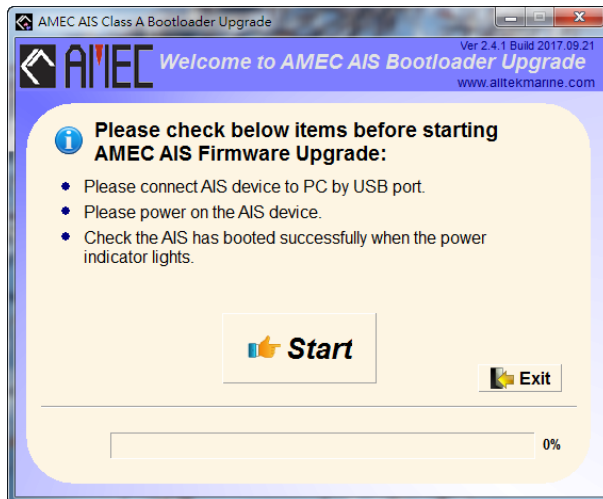 AMEC AIS Class A Bootloader Upgrade
Ver 2.4.1 Build 2017.09.21
AMEC Welcome to AMEC AIS Bootloader Upgrade
www.alltekmarine.com
Please check below items before starting
AMEC AIS Firmware Upgrade:
Please connect AIS device to PC by USB port.
Please power on the AIS device.
Check the AIS has booted successfully when the power
indicator lights.
Start
Exit
0%